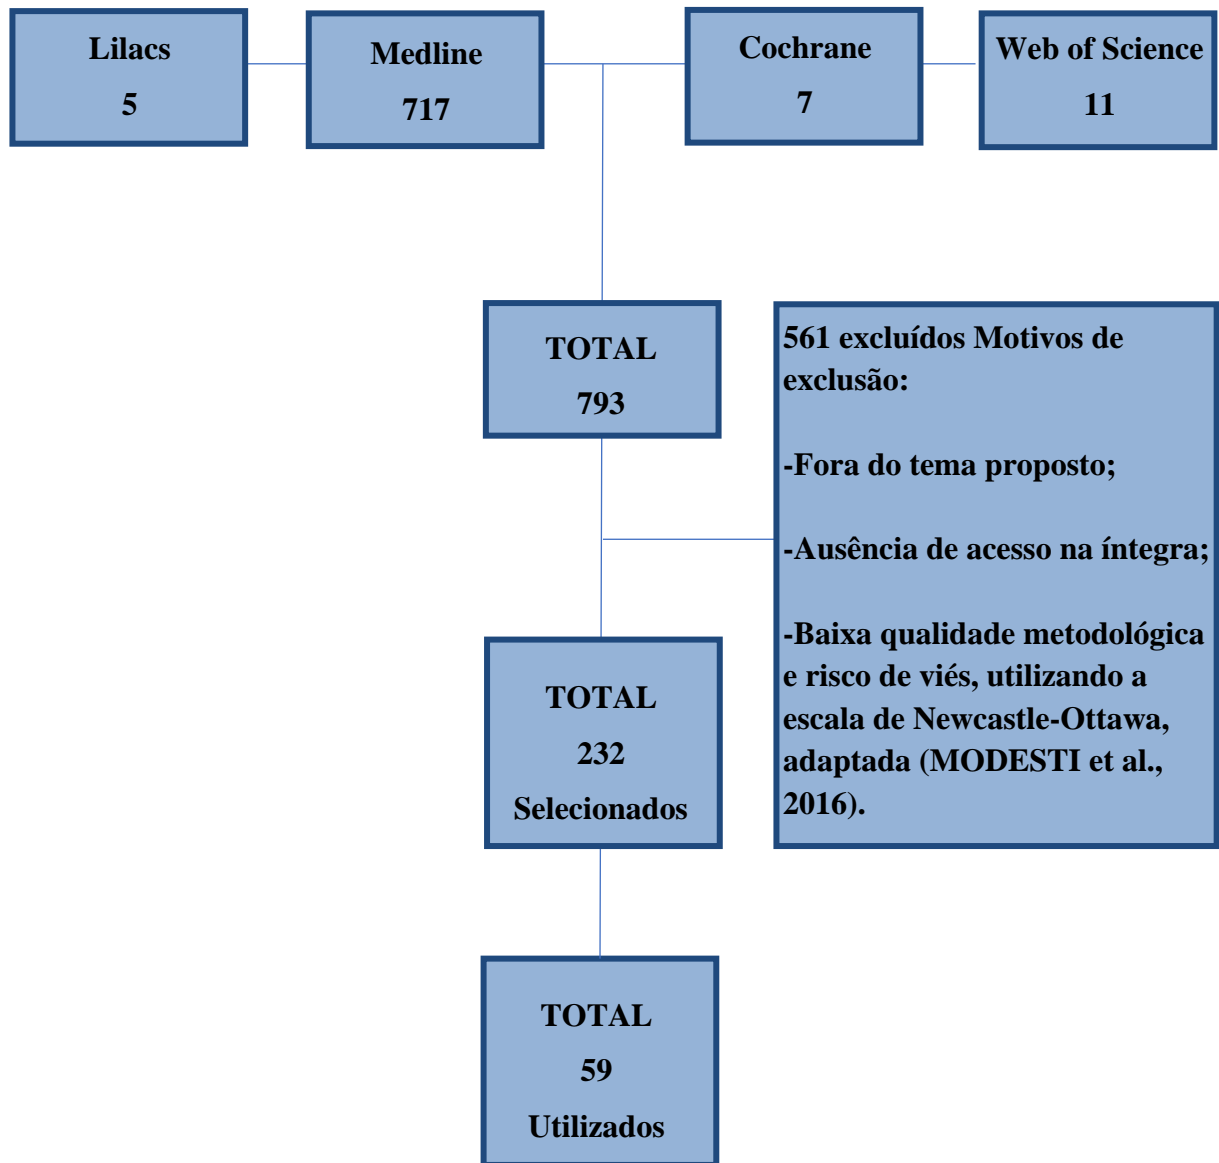 Lilacs
5
Medline
717
Cochrane
7
Web of Science
11
TOTAL
793
561 excluídos Motivos de
exclusão:
-Fora do tema proposto;
-Ausência de acesso na íntegra;
-Baixa qualidade metodológica
e risco de viés, utilizando a
escala de Newcastle-Ottawa,
adaptada (MODESTI et al.,
2016).
TOTAL
232
Selecionados
TOTAL
59
Utilizados